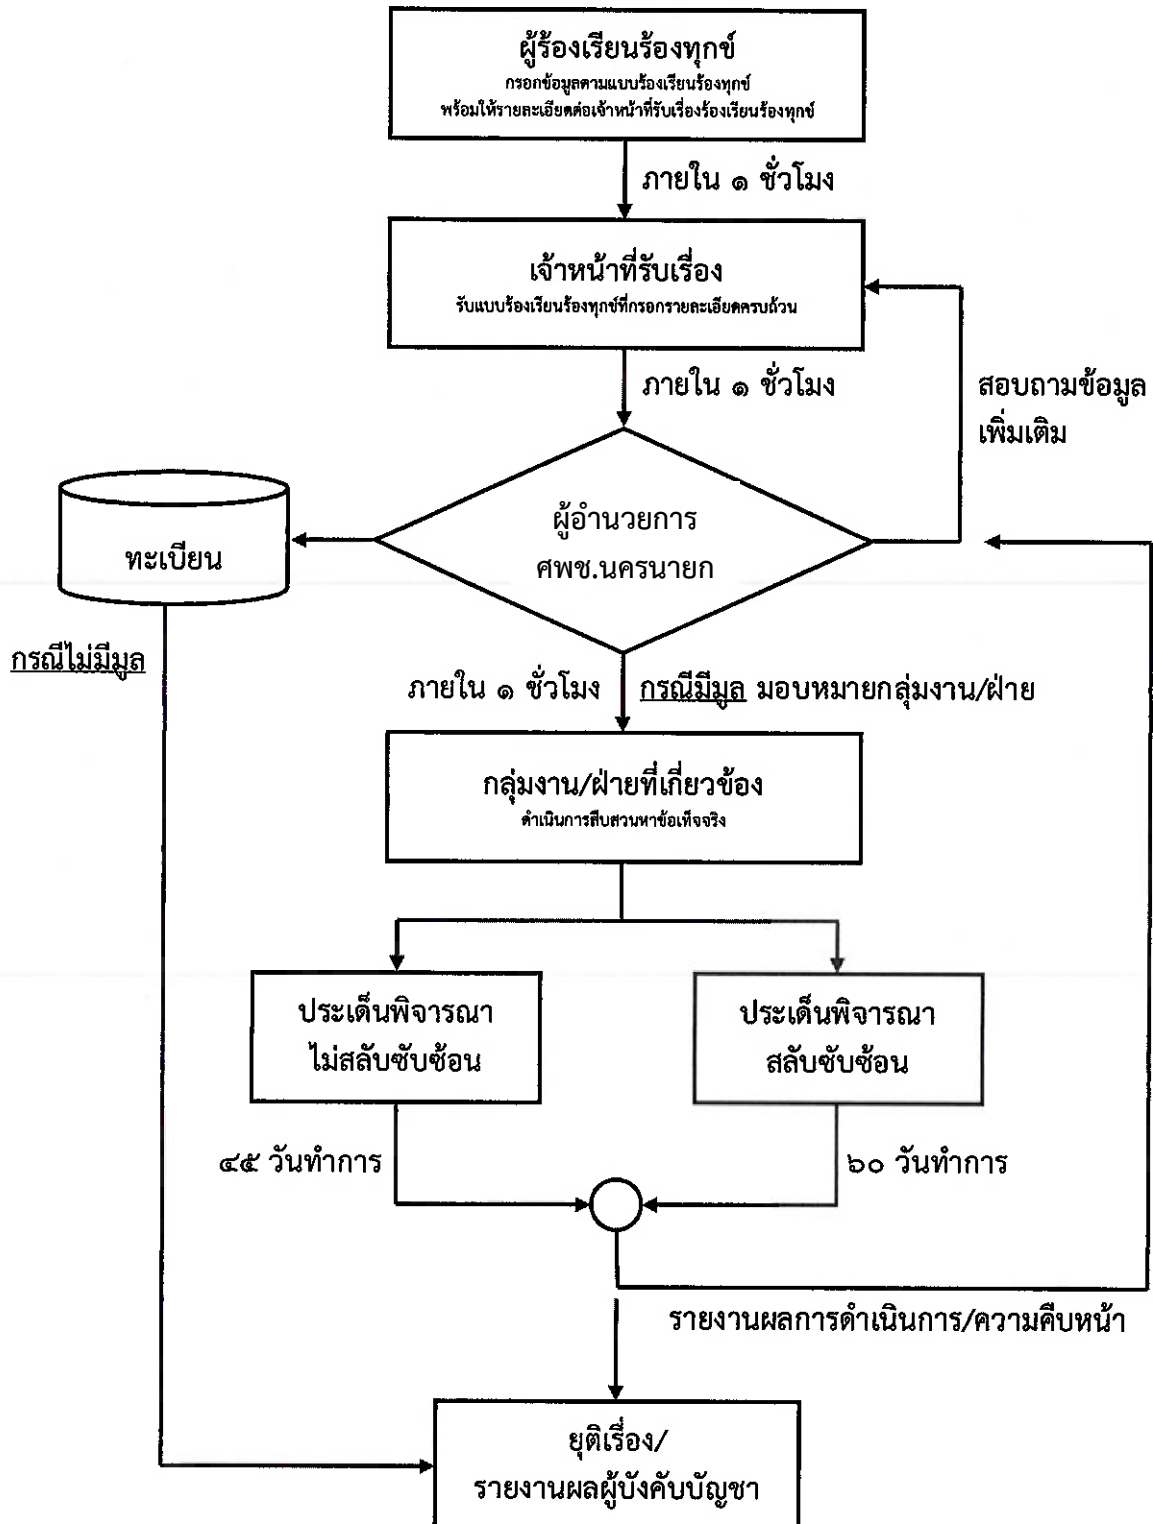 ผู้ร้องเรียนร้องทุกข์
กรอกข้อมูลตามแบบร้องเรียนร้องทุกข์
พร้อมให้รายละเอียดต่อเจ้าหน้าที่รับเรื่องร้องเรียนร้องทุกข์
ภายใน ๑ ชั่วโมง
เจ้าหน้าที่รับเรื่อง
รับแบบร้องเรียนร้องทุกข์ที่กรอกรายละเอียดครบถ้วน
ภายใน ๑ ชั่วโมง
สอบถามข้อมูล
เพิ่มเติม
ผู้อำนวยการ
ศพช.นครนายก
ทะเบียน
กรณีไม่มีมูล
ภายใน ๑ ชั่วโมง
กรณีมีมูล มอบหมายกลุ่มงาน/ฝ่าย
กลุ่มงาน/ฝ่ายที่เกี่ยวข้อง
ดำเนินการสืบสวนหาข้อเท็จจริง
ประเด็นพิจารณา
ไม่สลับซับซ้อน
ประเด็นพิจารณา
สลับซับซ้อน
๔๕ วันทำการ
๖๐ วันทำการ
รายงานผลการดำเนินการ/ความคืบหน้า
ยุติเรื่อง/
รายงานผลผู้บังคับบัญชา